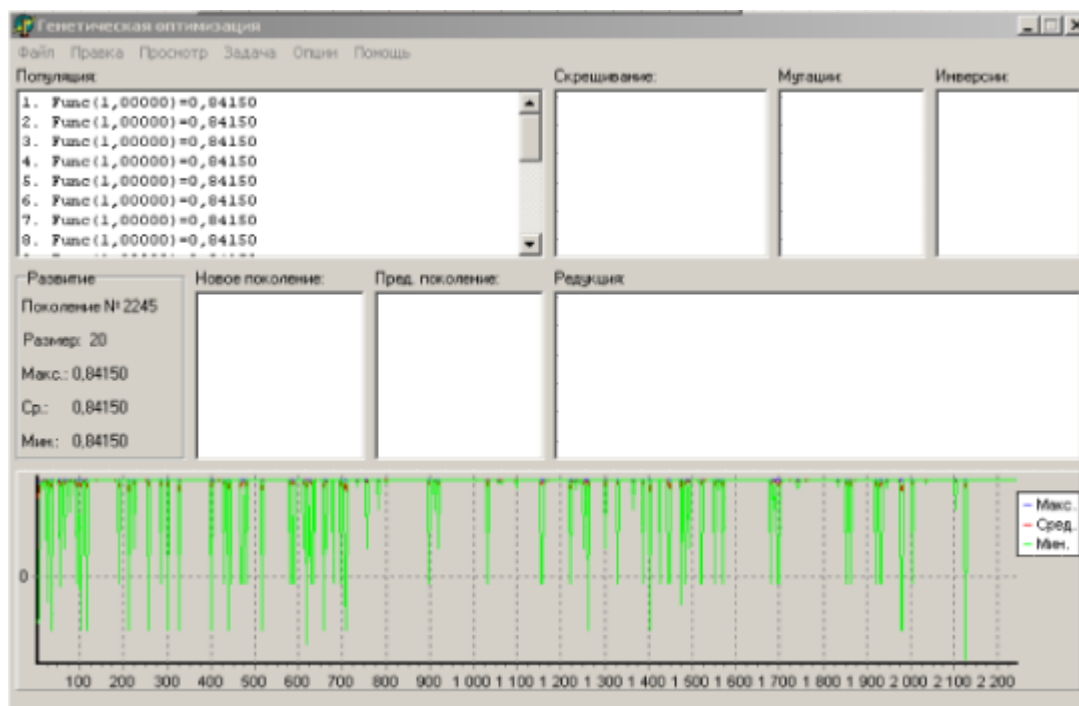 Генетическая оптимизация
Файл Правка Просмотр Задача Опции Помощь
Популяция:
1. Func(1,00000)=0,84150
2. Func(1,00000)=0,84150
3. Func(1,00000)=0,84150
4. Func(1,00000)=0,84150
5. Func(1,00000)=0,84150
6. Func(1,00000)=0,84150
7. Func(1,00000)=0,84150
8. Func(1,00000)=0,84150
Скрещивание:
Мутации:
Инверсии:
Развитие
Поколение № 2245
Размер: 20
Макс.: 0,84150
Ср.: 0,84150
Мин.: 0,84150
Новое поколение:
Пред. поколение:
Редукция:
0
Макс.
Сред.
Мин.
100 200 300 400 500 600 700 800 900 1 000 1 100 1 200 1 300 1 400 1 500 1 600 1 700 1 800 1 900 2 000 2 100 2 200